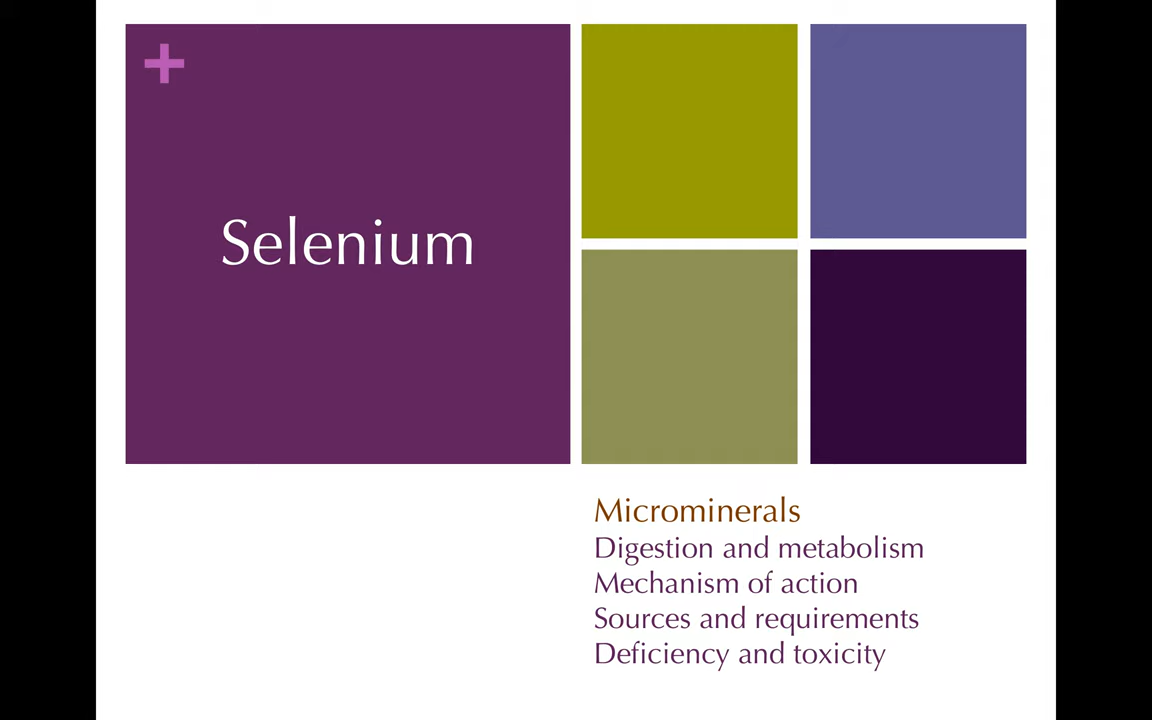 +
Selenium
Microminerals
Digestion and metabolism
Mechanism of action
Sources and requirements
Deficiency and toxicity